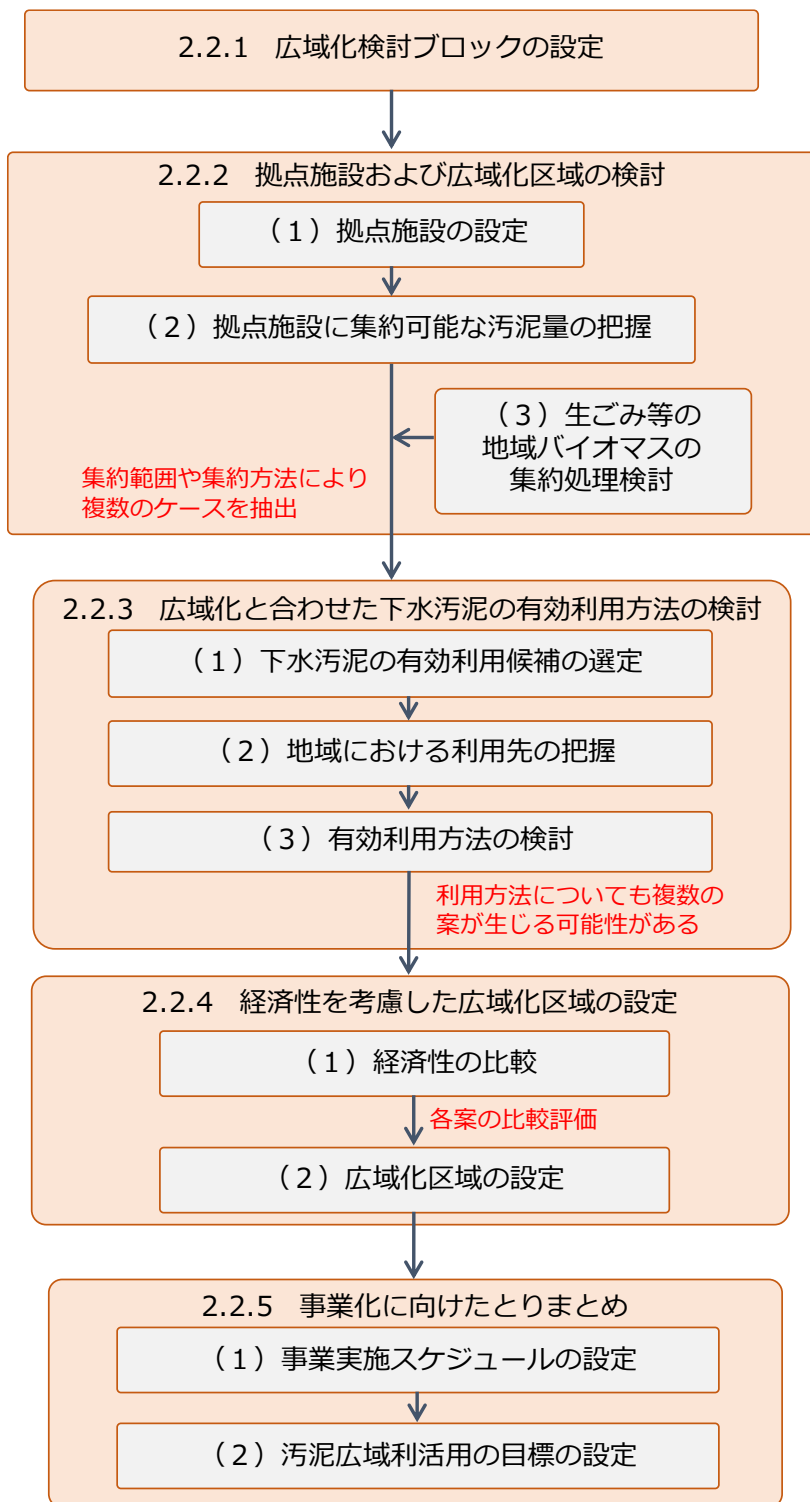 2.2.1 広域化検討ブロックの設定
2.2.2 拠点施設および広域化区域の検討
（１）拠点施設の設定
（２）拠点施設に集約可能な汚泥量の把握
（３）生ごみ等の
地域バイオマスの
集約処理検討
集約範囲や集約方法により
複数のケースを抽出
2.2.3 広域化と合わせた下水汚泥の有効利用方法の検討
（１）下水汚泥の有効利用候補の選定
（２）地域における利用先の把握
（３）有効利用方法の検討
利用方法についても複数の
案が生じる可能性がある
2.2.4 経済性を考慮した広域化区域の設定
（１）経済性の比較
各案の比較評価
（２）広域化区域の設定
2.2.5 事業化に向けたとりまとめ
（１）事業実施スケジュールの設定
（２）汚泥広域利活用の目標の設定